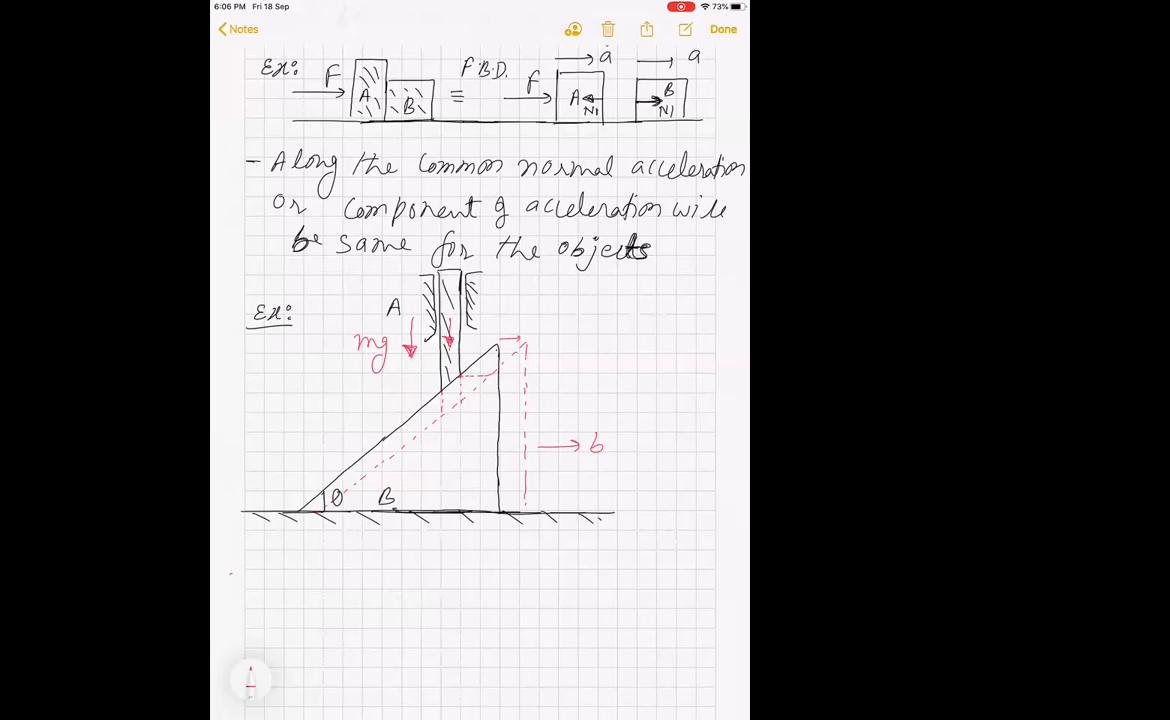 6:06 PM Fri 18 Sep
73%
Notes
Done
Ex: F A B ≡ F.B.D. F A N1 a B N1 a
- Along the common normal acceleration
Or component of acceleration will
be same for the objects
Ex:
A
mg
b
θ B